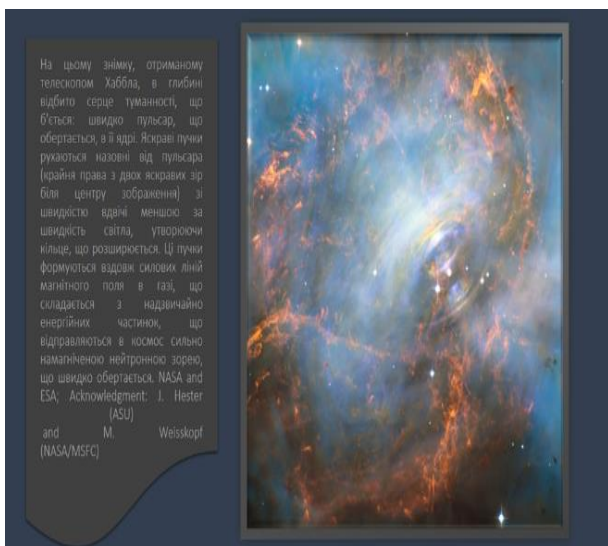 На цьому знімку, отриманому
телескопом Хаббла, в глибині
відбито серце туманності, що
б'ється: швидко пульсар, що
обертається, в її ядрі. Яскраві пучки
рухаються назовні від пульсара
(крайня права з двох яскравих зір
біля центру зображення) зі
швидкістю вдвічі меншою за
швидкість світла, утворюючи
кільце, що розширюється. Ці пучки
формуються вздовж силових ліній
магнітного поля в газі, що
складається з надзвичайно
енергійних частинок, що
відправляються в космос сильно
намагніченою нейтронною зорею,
що швидко обертається. NASA and
ESA; Acknowledgment: J. Hester
(ASU)
and M. Weisskopf
(NASA/MSFC)